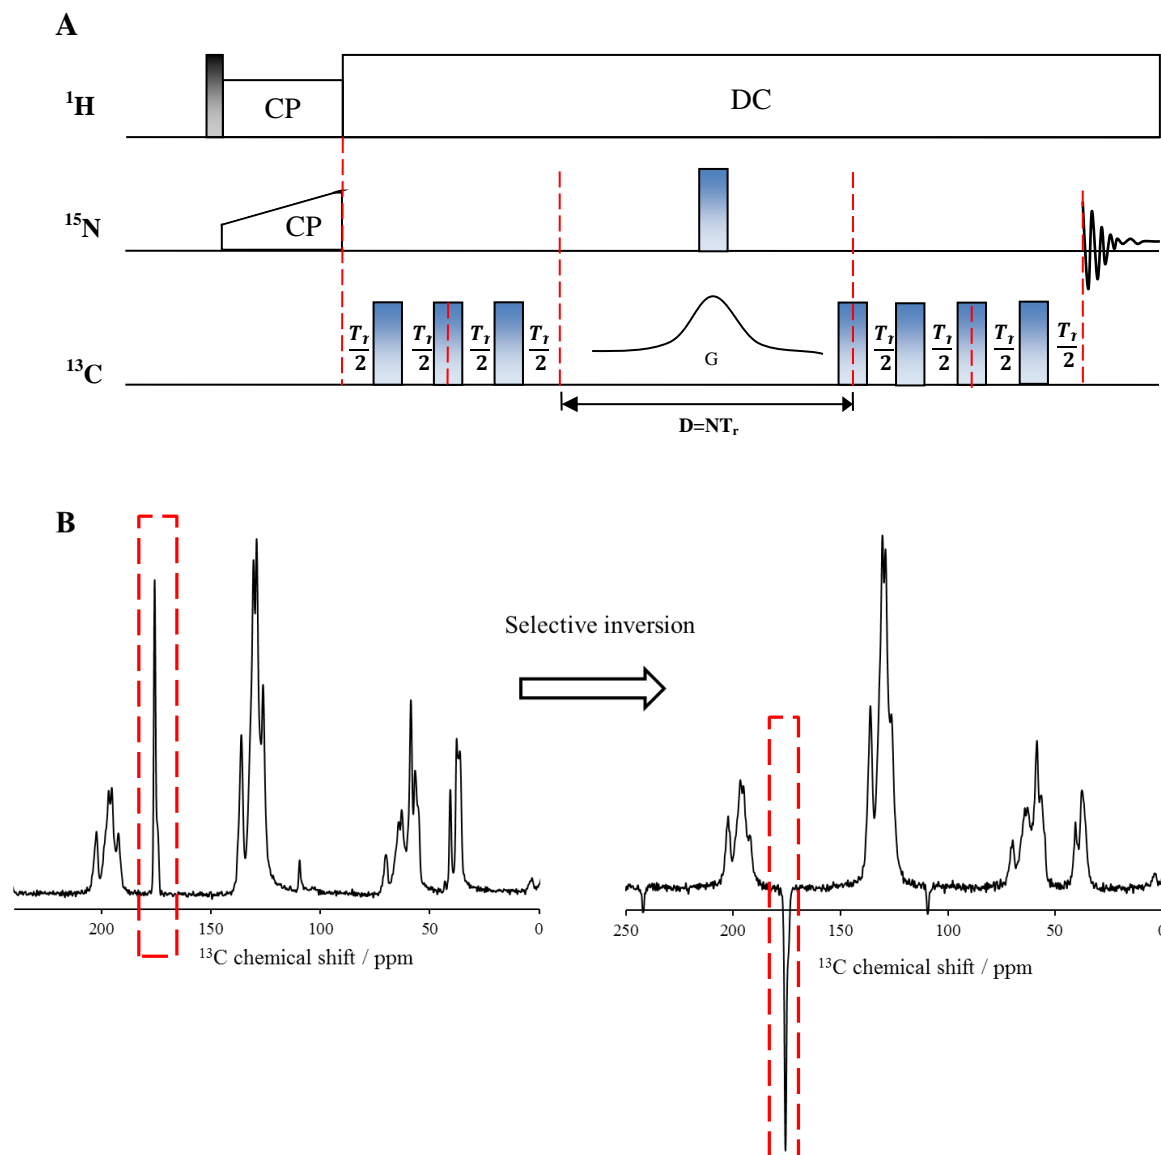 A
¹H
CP
DC
¹⁵N
CP
¹³C
Tᵣ/2
Tᵣ/2
Tᵣ/2
Tᵣ/2
G
Tᵣ/2
Tᵣ/2
Tᵣ/2
Tᵣ/2
D=NTᵣ
B
Selective inversion
200 150 100 50 0
¹³C chemical shift / ppm
250 200 150 100 50 0
¹³C chemical shift / ppm